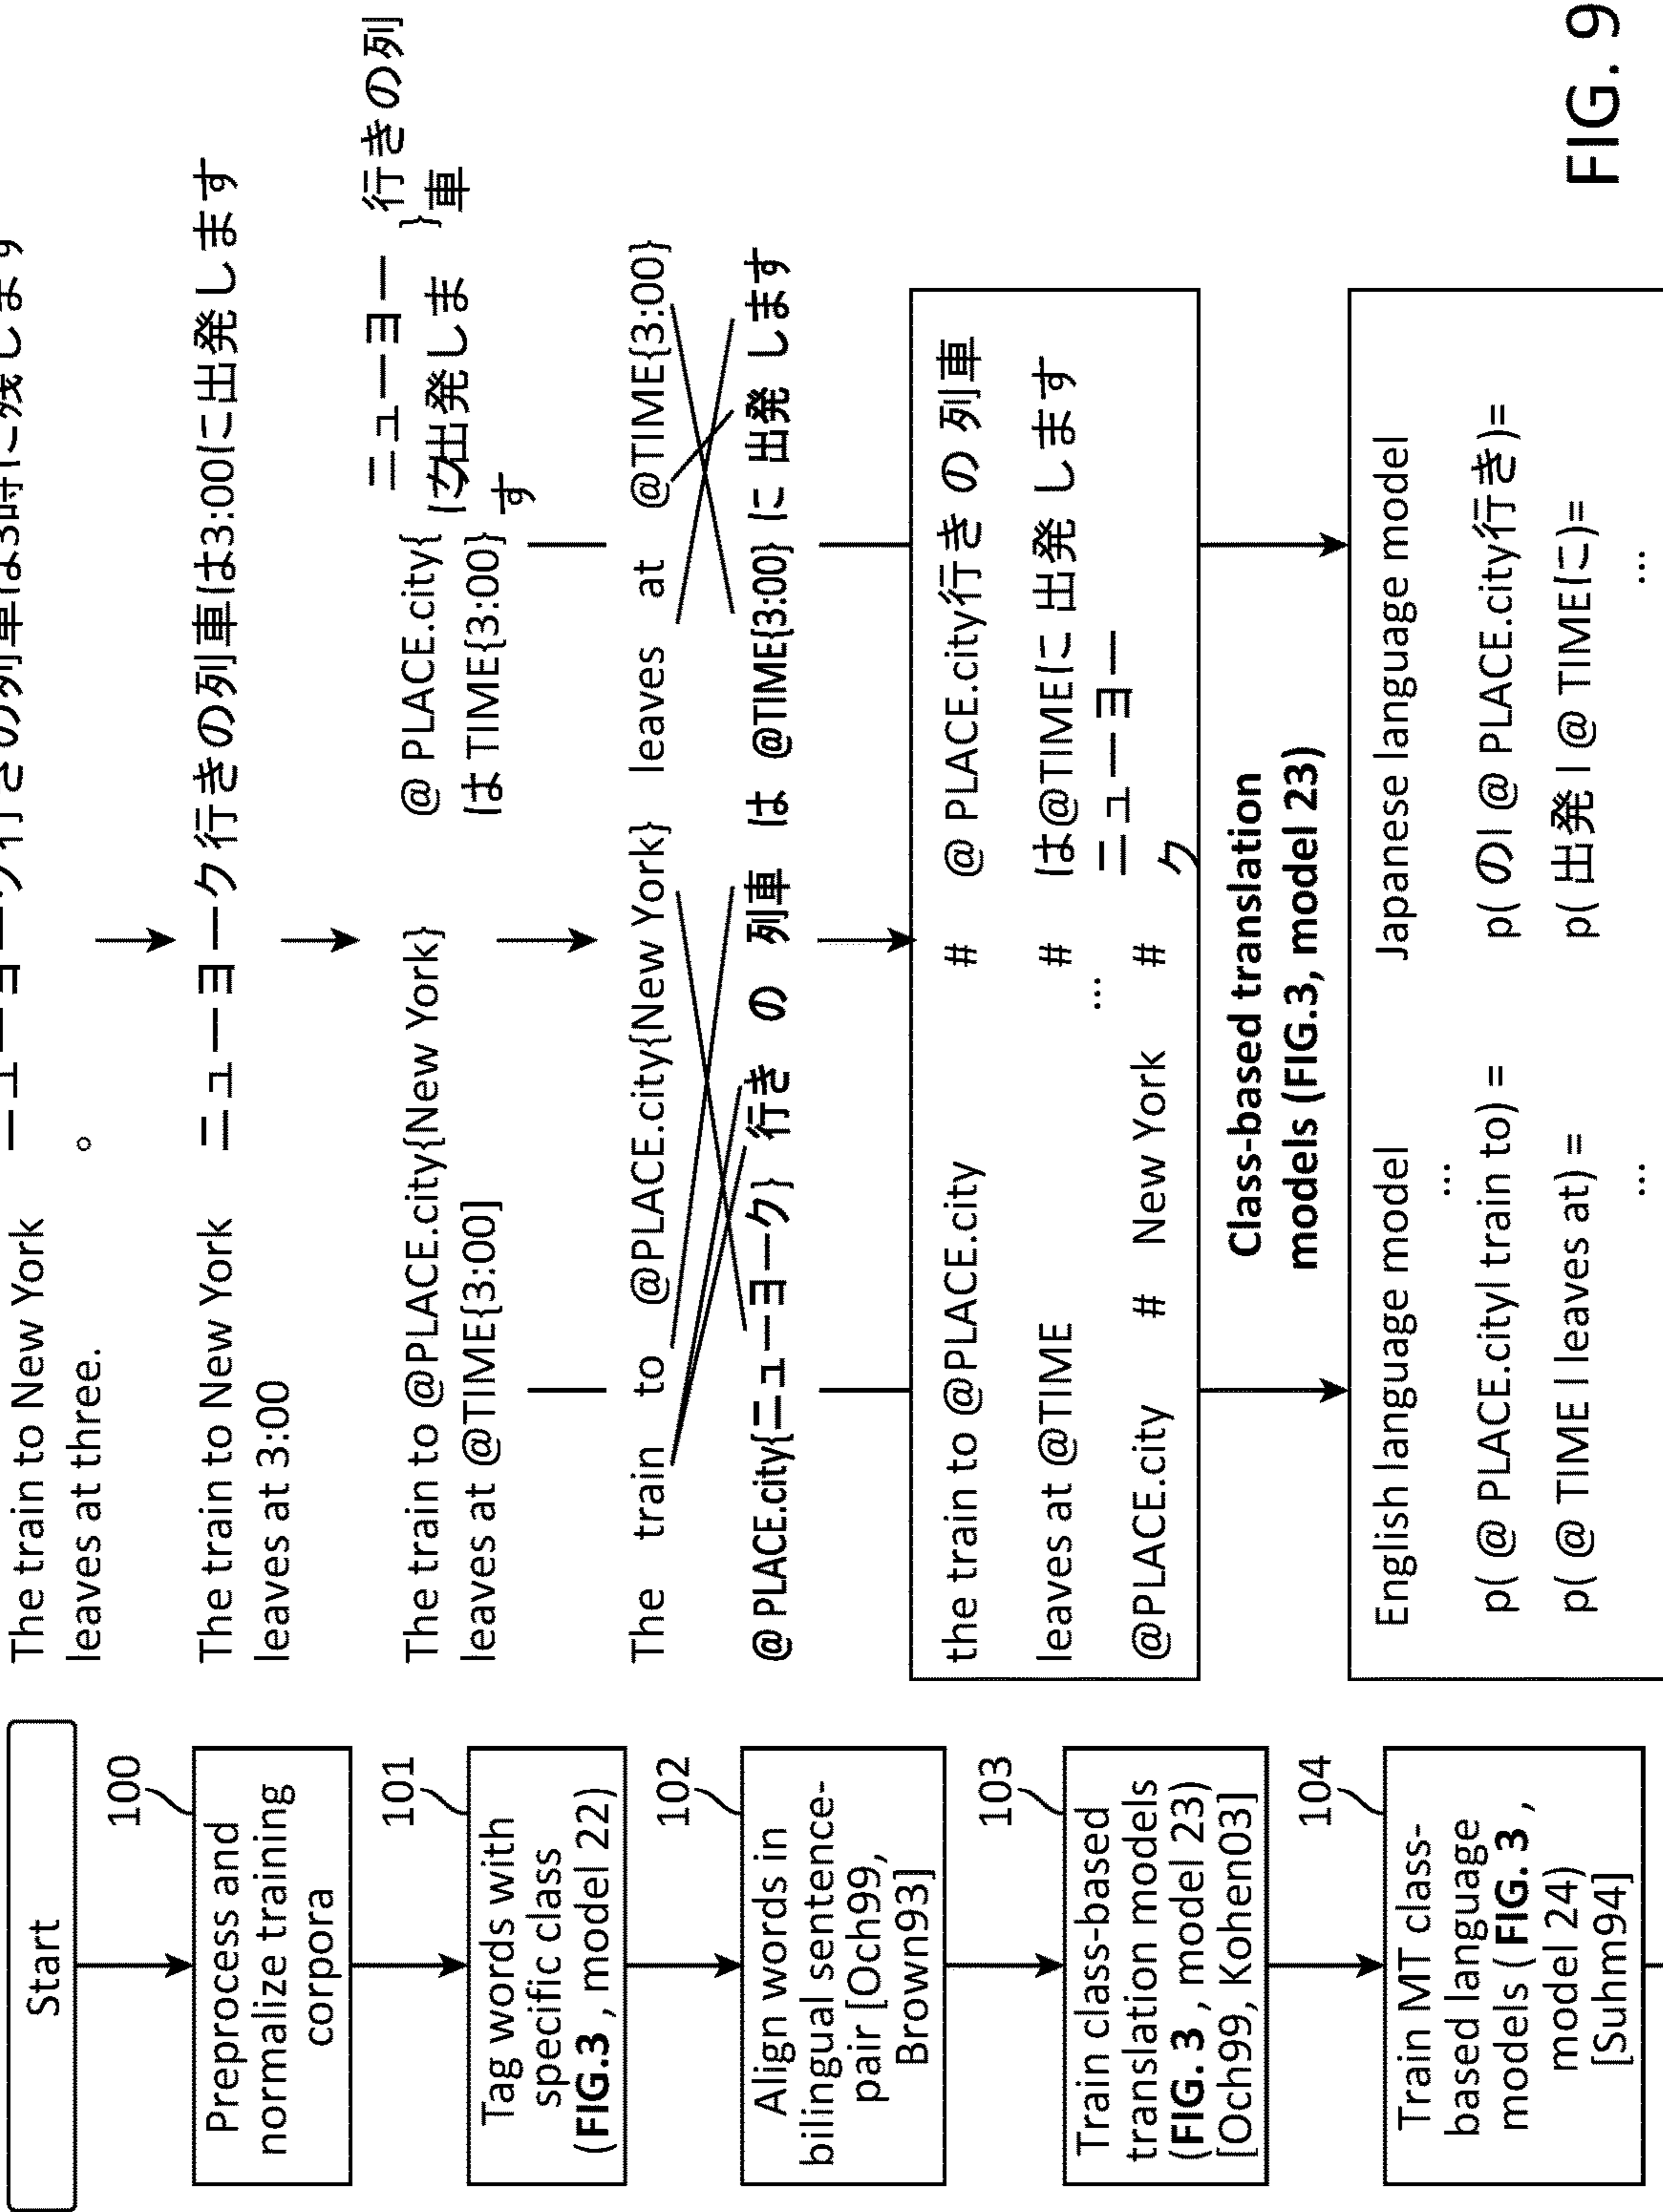 Start
100
Preprocess and
normalize training
corpora
101
Tag words with
specific class
(FIG.3 , model 22)
102
Align words in
bilingual sentence-
pair [Och99,
Brown93]
103
Train class-based
translation models
(FIG. 3 , model 23)
[Och99, Kohen03]
104
Train MT class-
based language
models ( FIG. 3 ,
model 24)
[Suhm94]
The train to New York
leaves at three.
ニューヨーク行きの列車は3時に残します
。
The train to New York
leaves at 3:00
ニューヨーク行きの列車は3:00に出発します
The train to @PLACE.city{New York}
leaves at @TIME{3:00]
@ PLACE.city{
ニューヨー
ク
}
行きの列
車
は TIME{3:00}
に出発しま
す
The train to @PLACE.city{New York} leaves at @TIME{3:00}
@ PLACE.city{ニューヨーク} 行き の 列車 は @TIME{3:00} に 出発 します
the train to @PLACE.city # @ PLACE.city行き の 列車
leaves at @TIME # は@TIMEに 出発 します
...
@PLACE.city # New York # ニューヨー
ク
Class-based translation
models (FIG.3, model 23)
English language model
...
p( @ PLACE.cityl train to) =
p( @ TIME l leaves at) =
...
Japanese language model
p( のl @ PLACE.city行き)=
p( 出発 l @ TIMEに)=
...
FIG. 9